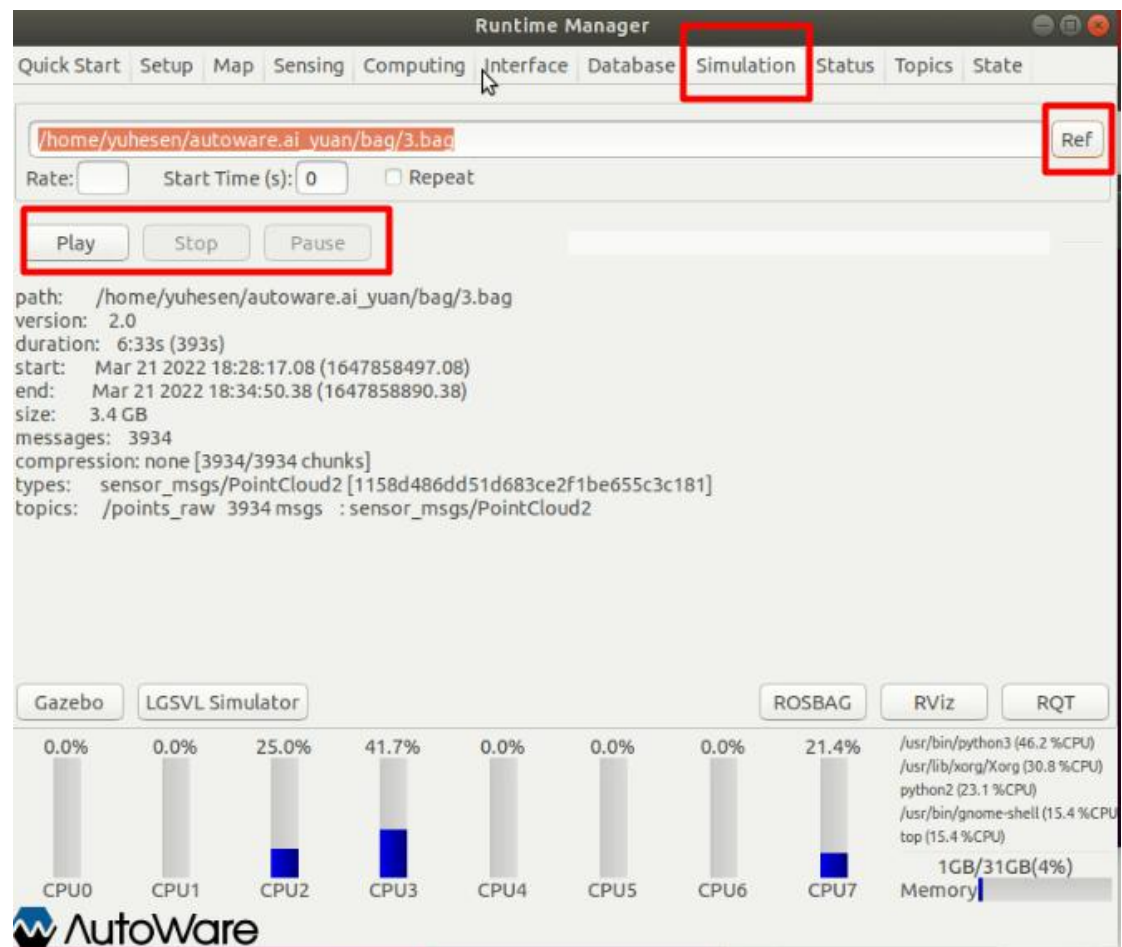 Runtime Manager
Quick Start Setup Map Sensing Computing Interface Database Simulation Status Topics State
/home/yuhesen/autoware.ai_yuan/bag/3.bag Ref
Rate: Start Time (s): 0 Repeat
Play Stop Pause
path: /home/yuhesen/autoware.ai_yuan/bag/3.bag
version: 2.0
duration: 6:33s (393s)
start: Mar 21 2022 18:28:17.08 (1647858497.08)
end: Mar 21 2022 18:34:50.38 (1647858890.38)
size: 3.4 GB
messages: 3934
compression: none [3934/3934 chunks]
types: sensor_msgs/PointCloud2 [1158d486dd51d683ce2f1be655c3c181]
topics: /points_raw 3934 msgs : sensor_msgs/PointCloud2
Gazebo LGSVL Simulator ROSBAG RViz RQT
0.0% 0.0% 25.0% 41.7% 0.0% 0.0% 0.0% 21.4%
/usr/bin/python3 (46.2 %CPU)
/usr/lib/xorg/Xorg (30.8 %CPU)
python2 (23.1 %CPU)
/usr/bin/gnome-shell (15.4 %CPU
top (15.4 %CPU)
1GB/31GB(4%)
CPU0 CPU1 CPU2 CPU3 CPU4 CPU5 CPU6 CPU7 Memory
AutoWare